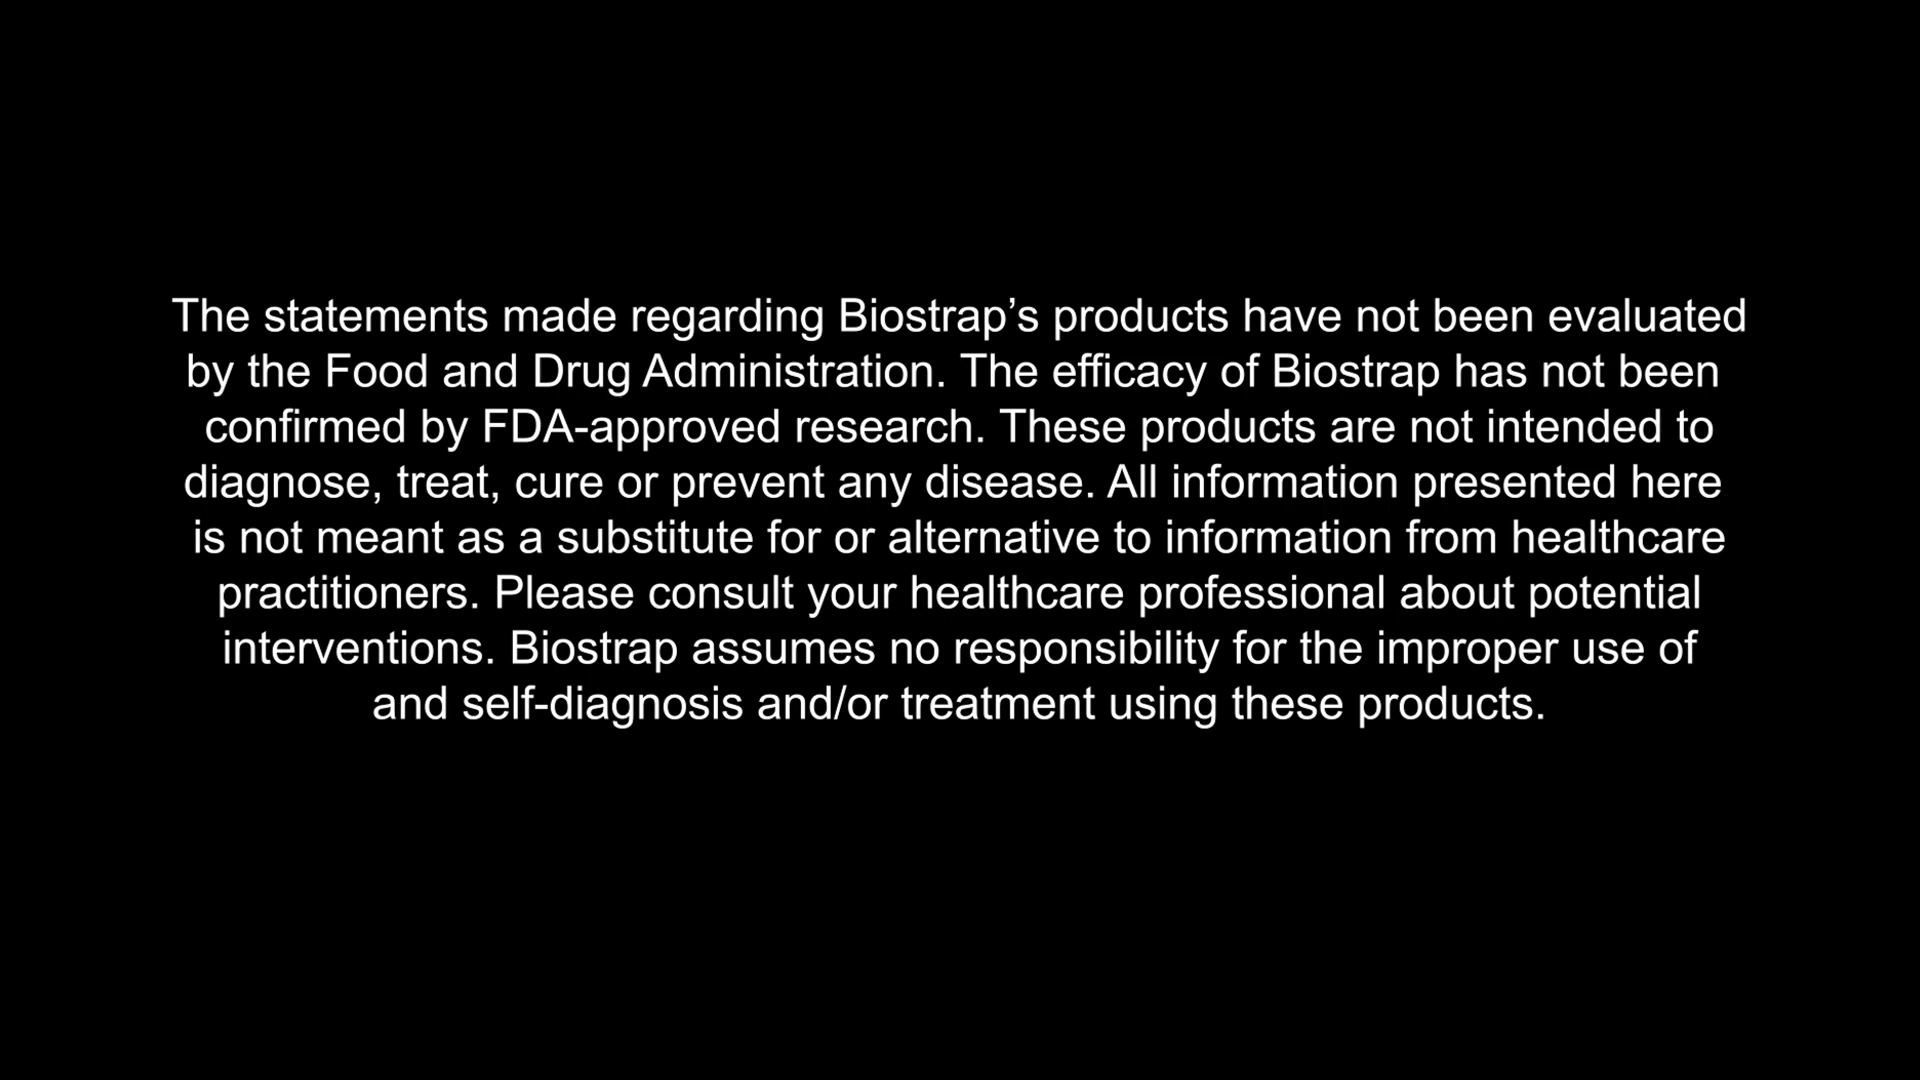 The statements made regarding Biostrap’s products have not been evaluated
by the Food and Drug Administration. The efficacy of Biostrap has not been
confirmed by FDA-approved research. These products are not intended to
diagnose, treat, cure or prevent any disease. All information presented here
is not meant as a substitute for or alternative to information from healthcare
practitioners. Please consult your healthcare professional about potential
interventions. Biostrap assumes no responsibility for the improper use of
and self-diagnosis and/or treatment using these products.